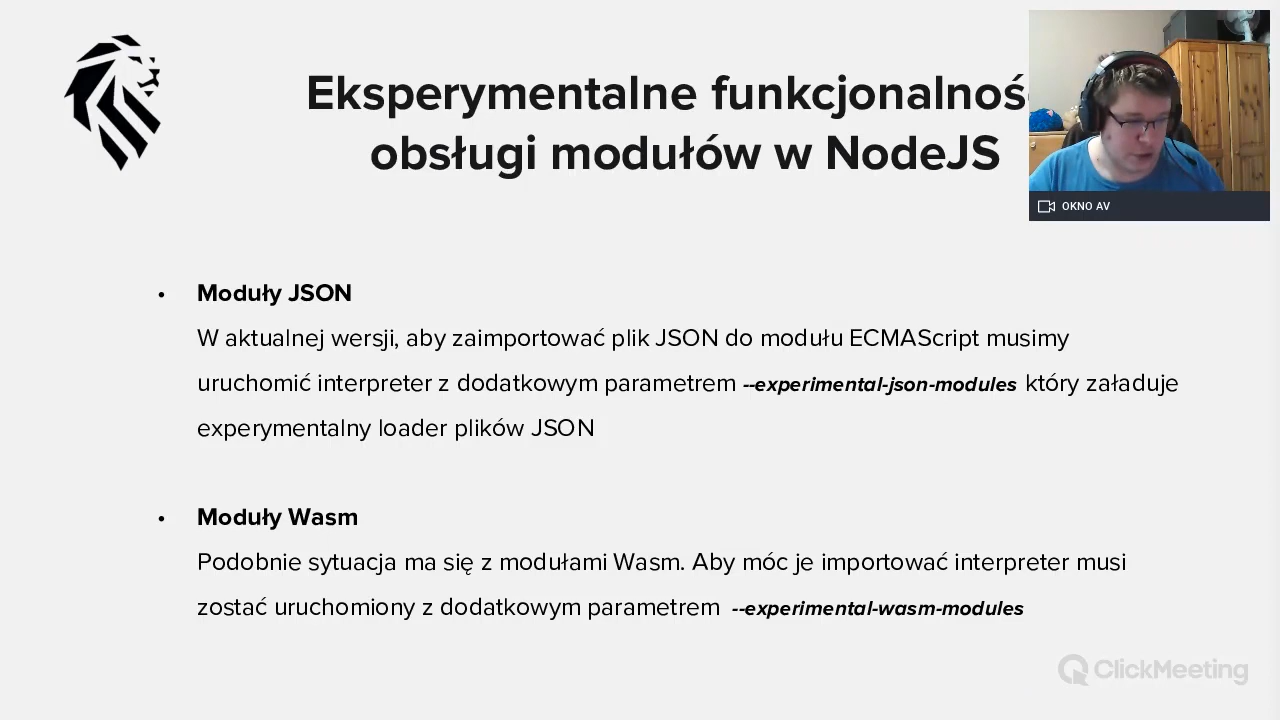 Eksperymentalne funkcjonalnoś
obsługi modułów w NodeJS
OKNO AV
• Moduły JSON
W aktualnej wersji, aby zaimportować plik JSON do modułu ECMAScript musimy
uruchomić interpreter z dodatkowym parametrem --experimental-json-modules który załaduje
experymentalny loader plików JSON
• Moduły Wasm
Podobnie sytuacja ma się z modułami Wasm. Aby móc je importować interpreter musi
zostać uruchomiony z dodatkowym parametrem --experimental-wasm-modules
ClickMeeting